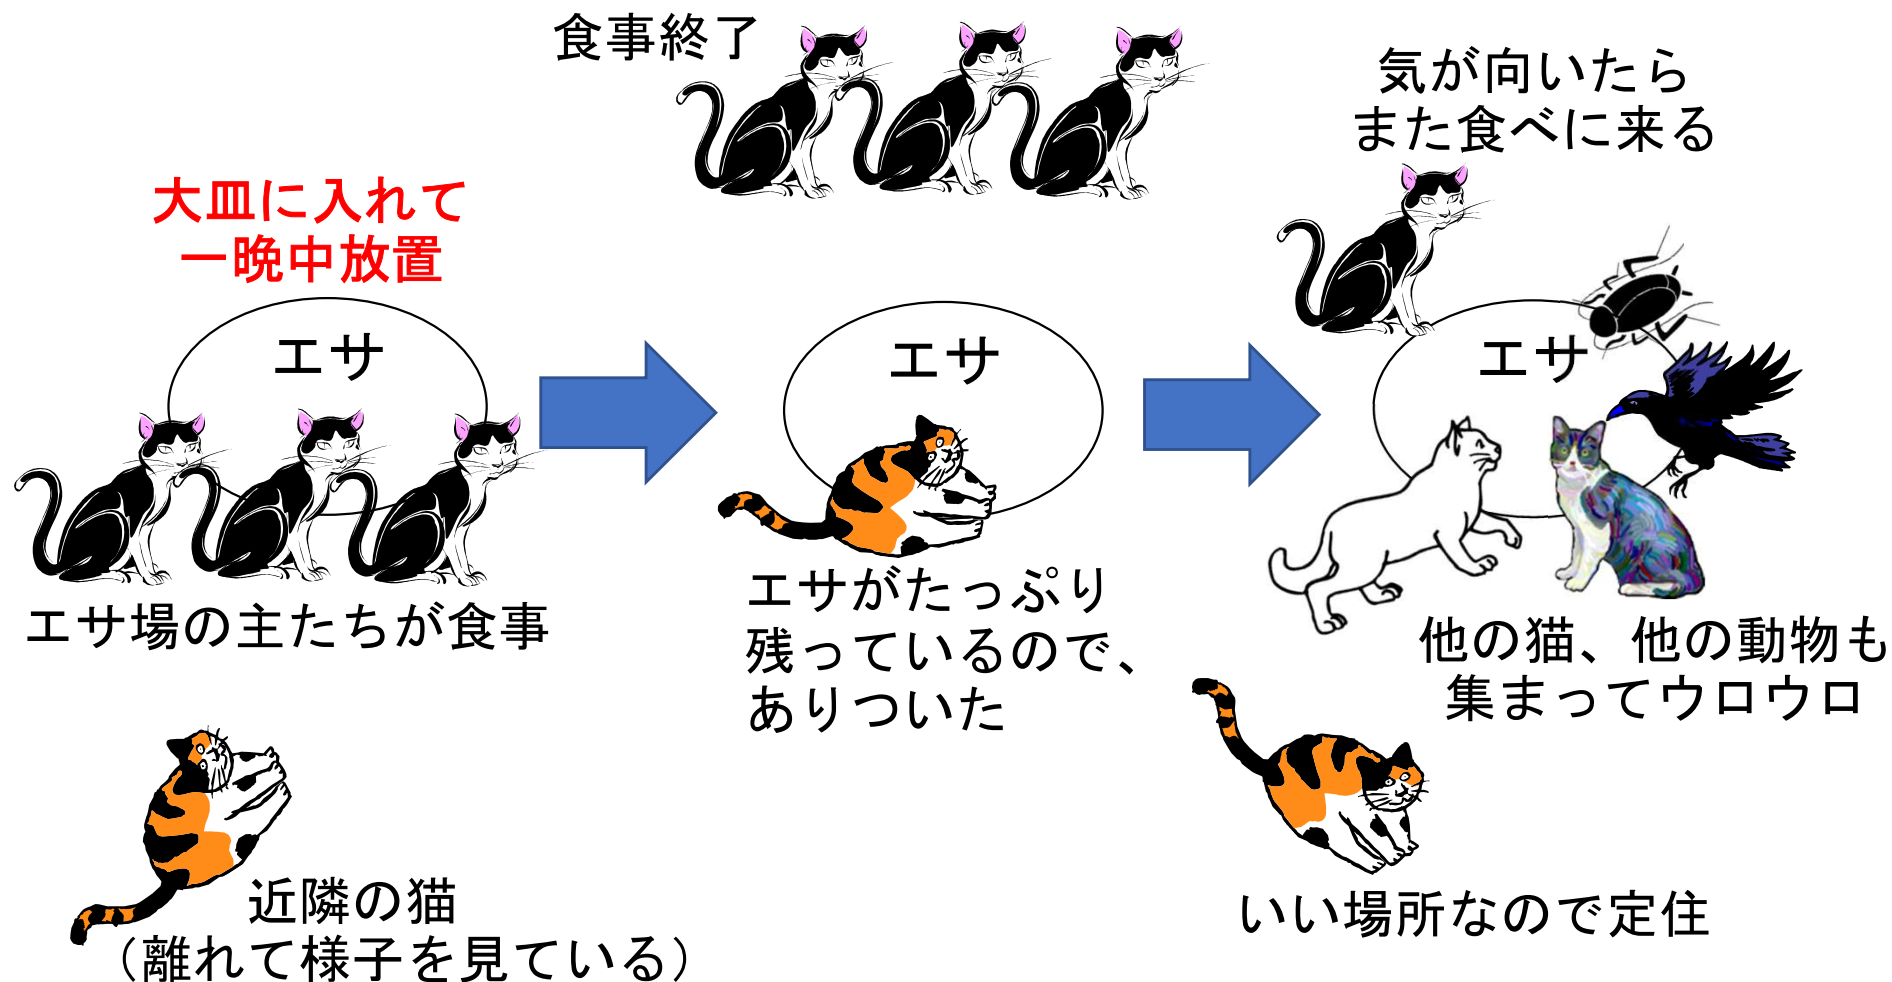 大皿に入れて
一晩中放置
エサ
エサ場の主たちが食事
近隣の猫
（離れて様子を見ている）
食事終了
エサ
エサがたっぷり
残っているので、
ありついた
気が向いたら
また食べに来る
エサ
他の猫、他の動物も
集まってウロウロ
いい場所なので定住